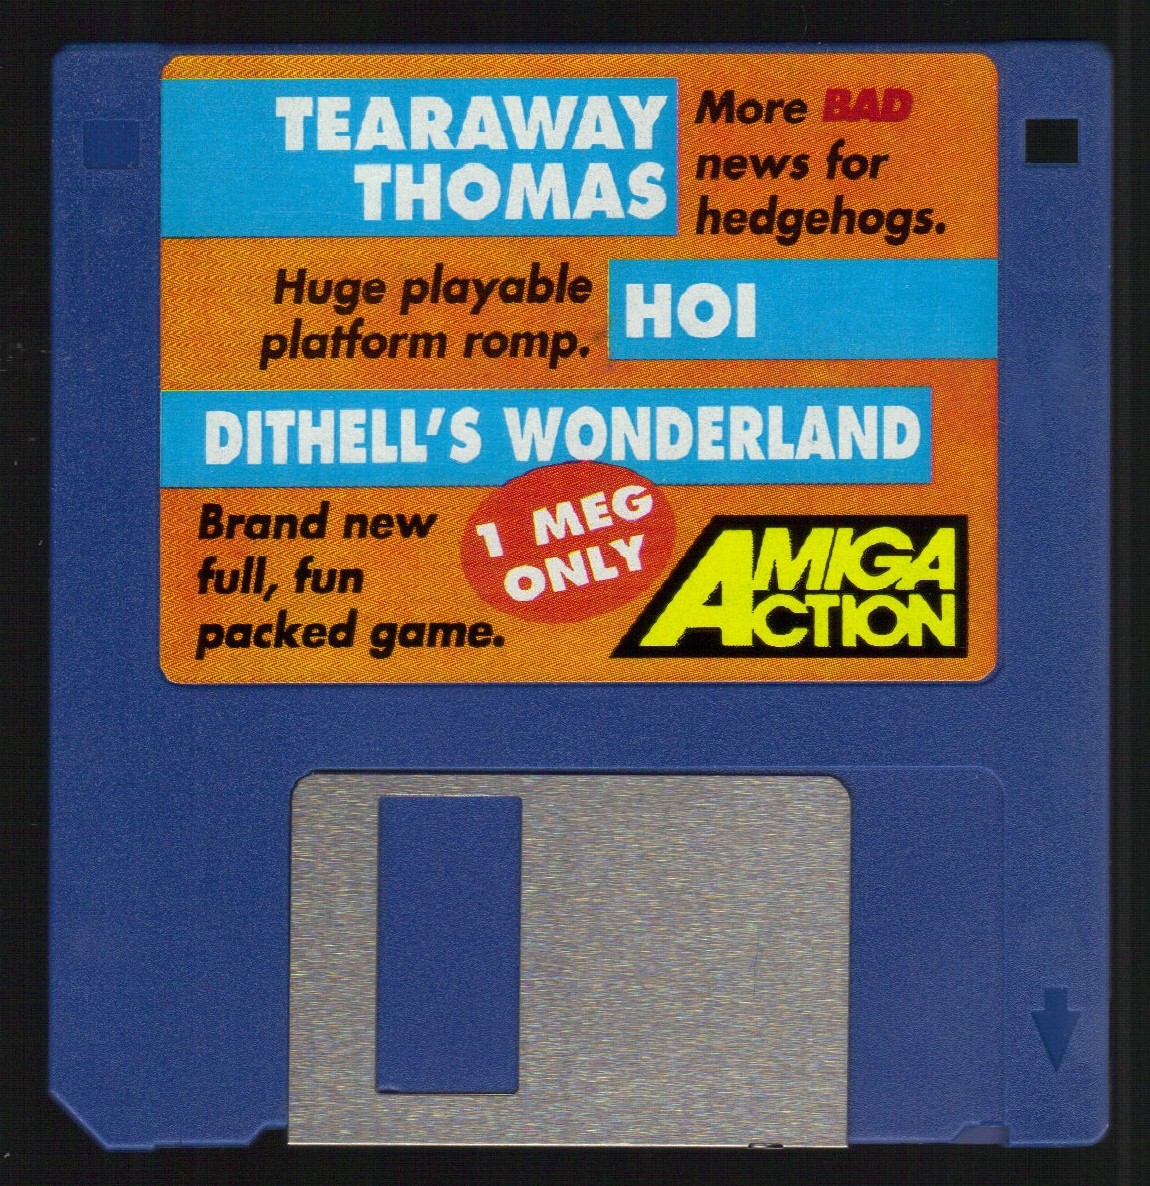 TEARAWAY
THOMAS
More BAD
news for
hedgehogs.
Huge playable
platform romp.
HOI
DITHELL'S WONDERLAND
Brand new
full, fun
packed game.
1 MEG
ONLY
AMIGA
ACTION